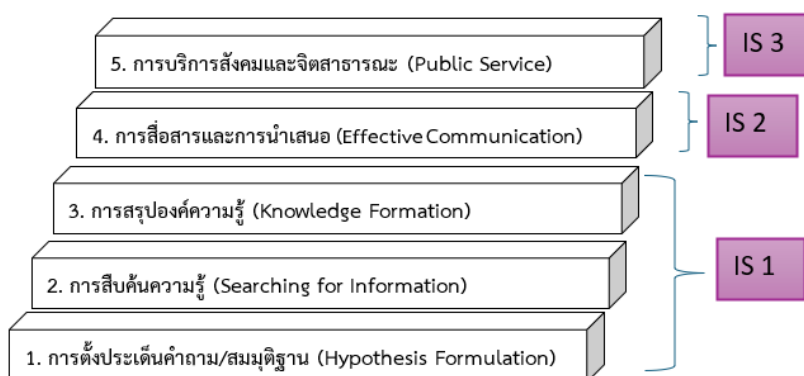 5. การบริการสังคมและจิตสาธารณะ (Public Service)
IS 3
4. การสื่อสารและการนำเสนอ (Effective Communication)
IS 2
3. การสรุปองค์ความรู้ (Knowledge Formation)
2. การสืบค้นความรู้ (Searching for Information)
IS 1
1. การตั้งประเด็นคำถาม/สมมุติฐาน (Hypothesis Formulation)